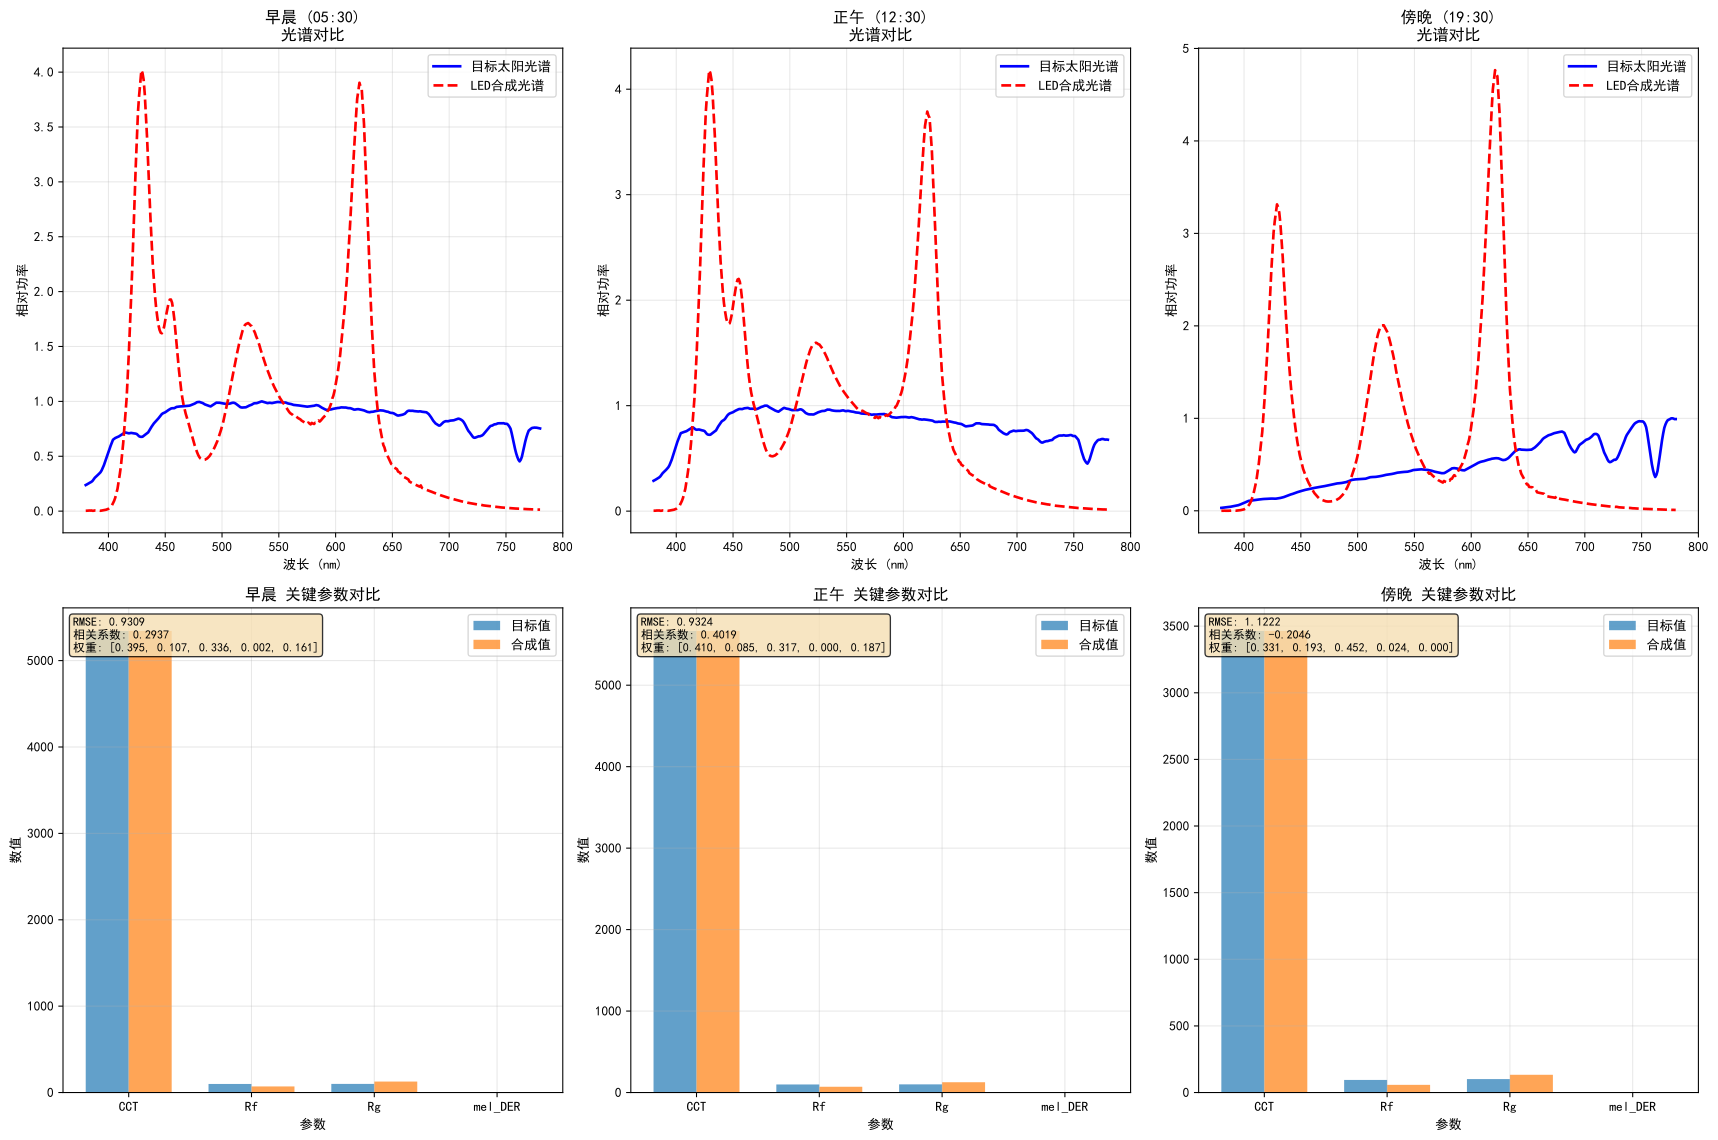 早晨 (05:30)
光谱对比
目标太阳光谱
LED合成光谱
相对功率
4.0
3.5
3.0
2.5
2.0
1.5
1.0
0.5
0.0
400 450 500 550 600 650 700 750 800
波长 (nm)
正午 (12:30)
光谱对比
目标太阳光谱
LED合成光谱
相对功率
4
3
2
1
0
400 450 500 550 600 650 700 750 800
波长 (nm)
傍晚 (19:30)
光谱对比
目标太阳光谱
LED合成光谱
相对功率
5
4
3
2
1
0
400 450 500 550 600 650 700 750 800
波长 (nm)
早晨 关键参数对比
RMSE: 0.9309
相关系数: 0.2937
权重: [0.395, 0.107, 0.336, 0.002, 0.161]
目标值
合成值
数值
5000
4000
3000
2000
1000
0
CCT Rf Rg mel_DER
参数
正午 关键参数对比
RMSE: 0.9324
相关系数: 0.4019
权重: [0.410, 0.085, 0.317, 0.000, 0.187]
目标值
合成值
数值
5000
4000
3000
2000
1000
0
CCT Rf Rg mel_DER
参数
傍晚 关键参数对比
RMSE: 1.1222
相关系数: -0.2046
权重: [0.331, 0.193, 0.452, 0.024, 0.000]
目标值
合成值
数值
3500
3000
2500
2000
1500
1000
500
0
CCT Rf Rg mel_DER
参数